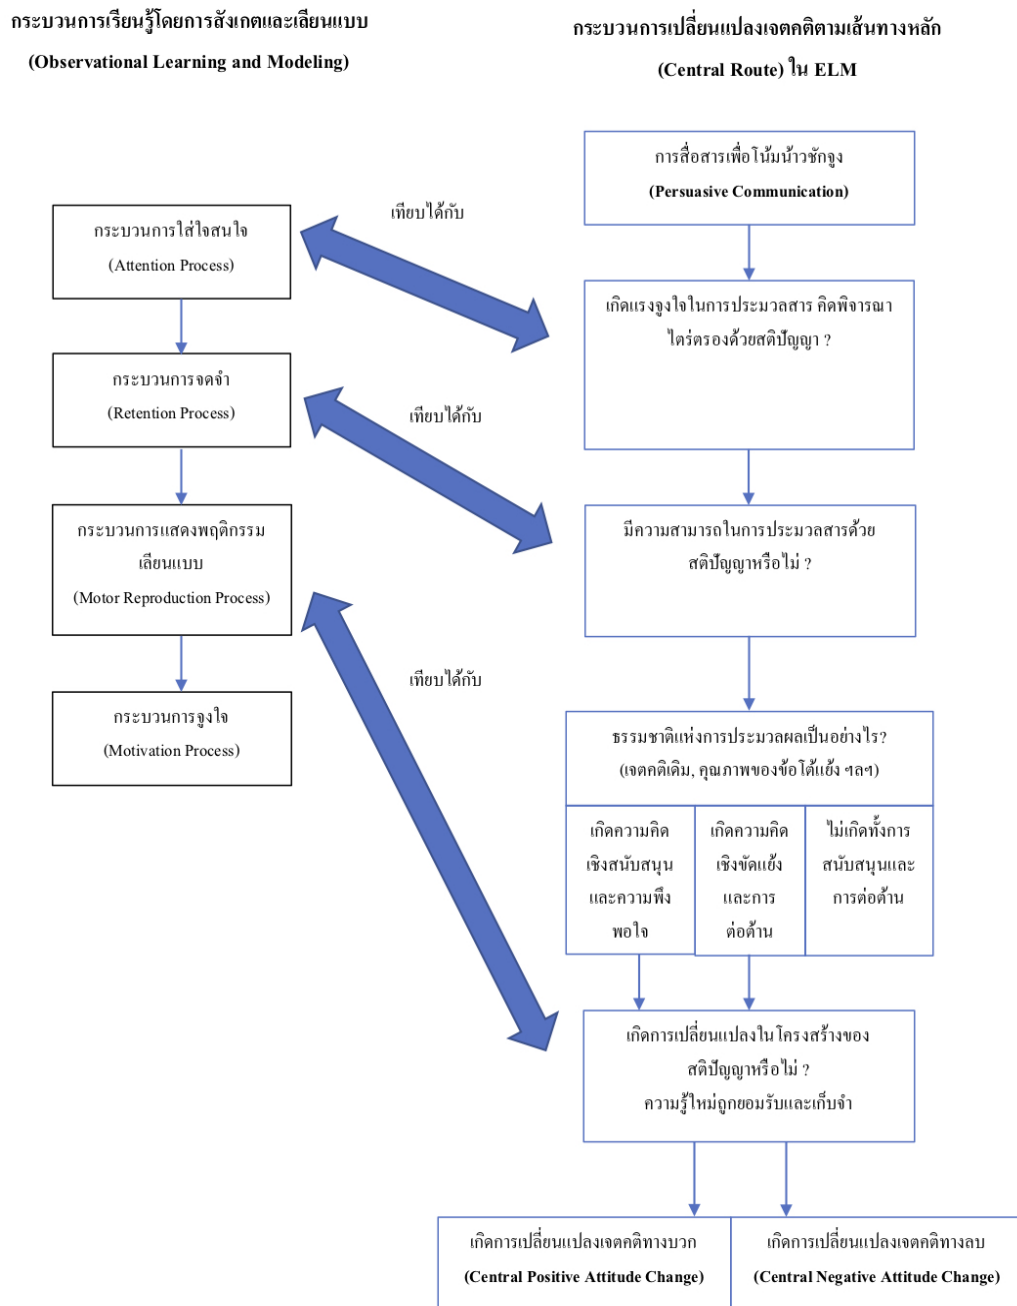 กระบวนการเรียนรู้โดยการสังเกตและเลียนแบบ
(Observational Learning and Modeling)
กระบวนการใส่ใจสนใจ
(Attention Process)
กระบวนการจดจำ
(Retention Process)
กระบวนการแสดงพฤติกรรม
เลียนแบบ
(Motor Reproduction Process)
กระบวนการจูงใจ
(Motivation Process)
เทียบได้กับ
เทียบได้กับ
เทียบได้กับ
กระบวนการเปลี่ยนแปลงเจตคติตามเส้นทางหลัก
(Central Route) ใน ELM
การสื่อสารเพื่อโน้มน้าวชักจูง
(Persuasive Communication)
เกิดแรงจูงใจในการประมวลสาร คิดพิจารณา
ไตร่ตรองด้วยสติปัญญา ?
มีความสามารถในการประมวลสารด้วย
สติปัญญาหรือไม่ ?
ธรรมชาติแห่งการประมวลผลเป็นอย่างไร?
(เจตคติเดิม, คุณภาพของข้อโต้แย้ง ฯลฯ)
เกิดความคิด
เชิงสนับสนุน
และความพึง
พอใจ
เกิดความคิด
เชิงขัดแย้ง
และการ
ต่อต้าน
ไม่เกิดทั้งการ
สนับสนุนและ
การต่อต้าน
เกิดการเปลี่ยนแปลงในโครงสร้างของ
สติปัญญาหรือไม่ ?
ความรู้ใหม่ถูกยอมรับและเก็บจำ
เกิดการเปลี่ยนแปลงเจตคติทางบวก
(Central Positive Attitude Change)
เกิดการเปลี่ยนแปลงเจตคติทางลบ
(Central Negative Attitude Change)